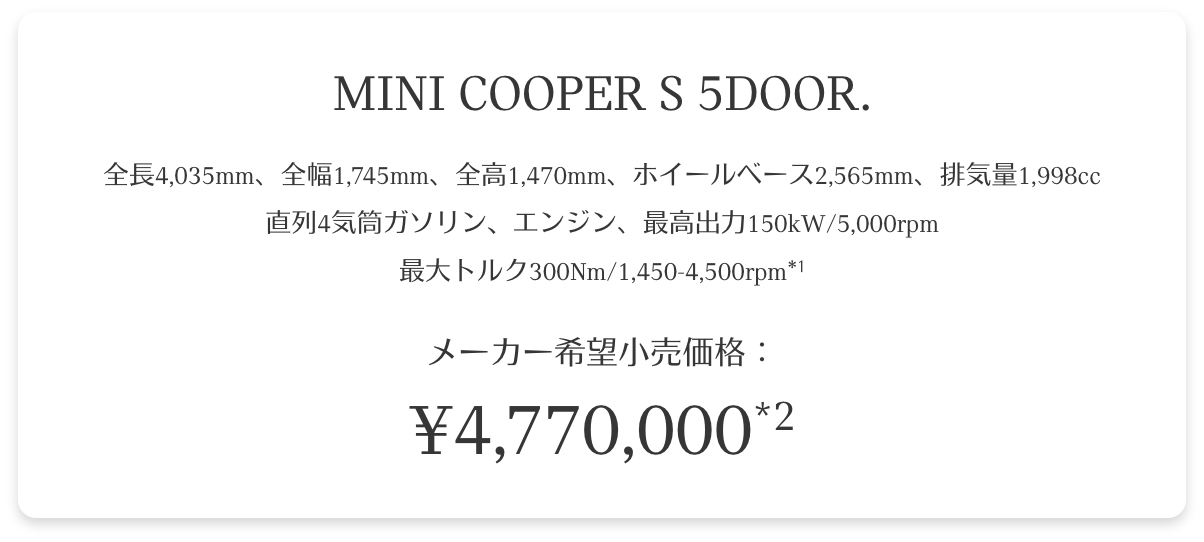 MINI COOPER S 5DOOR.
全長4,035mm、全幅1,745mm、全高1,470mm、ホイールベース2,565mm、排気量1,998cc
直列4気筒ガソリン、エンジン、最高出力150kW/5,000rpm
最大トルク300Nm/1,450-4,500rpm*1
メーカー希望小売価格：
¥4,770,000*2